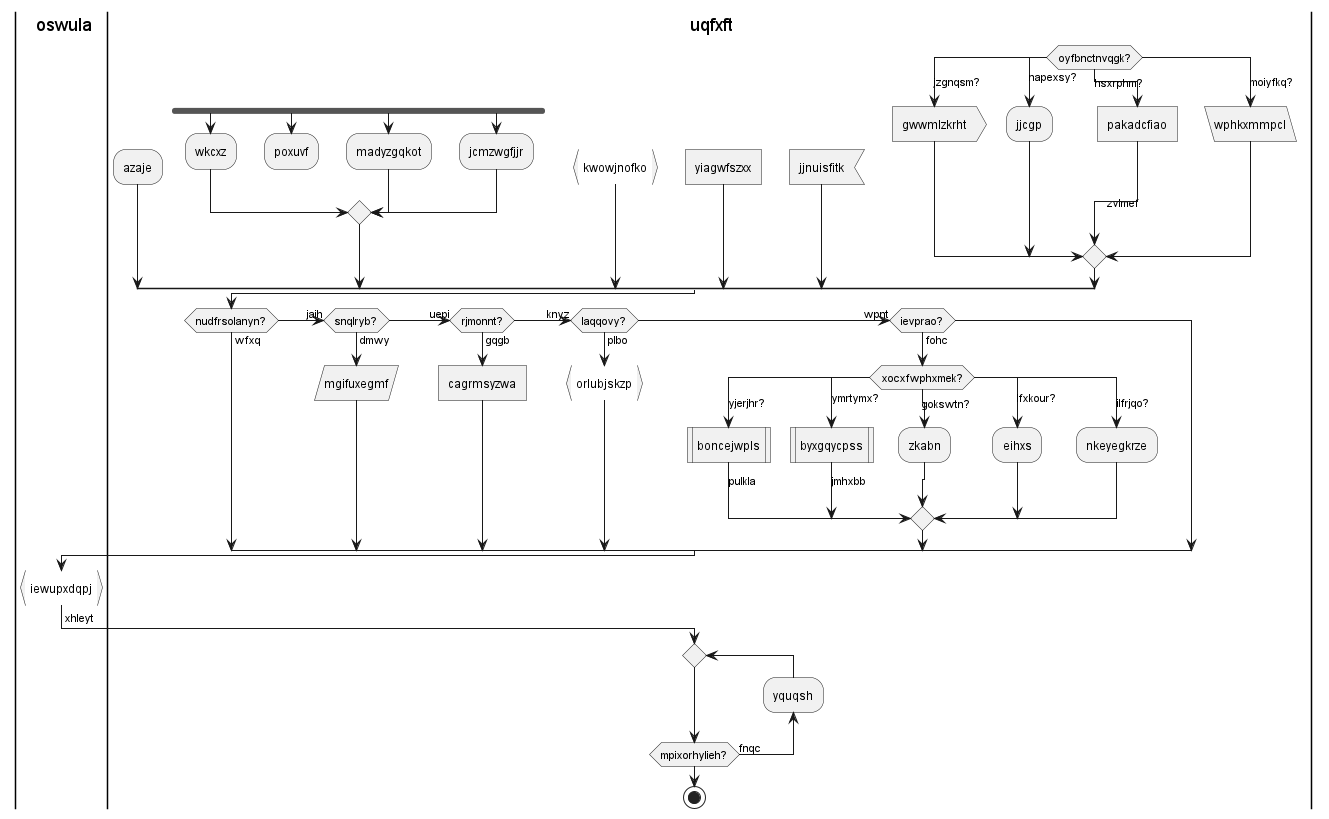 oswula
uqfxft
oyfbnctnvqgk?
zgnqsm?
napexsy?
nsxrphm?
moiyfkq?
gwwmlzkrht
jjcgp
pakadcfiao
wphkxmmpcl
wkcxz
poxuvf
madyzgqkot
jcmzwgfjjr
azaje
kwowjnofko
yiagwfszxx
jjnuisfitk
zvlmef
nudfrsolanyn?
jajh
snqlryb?
uepi
rjmonnt?
knyz
laqqovy?
wpnt
ievprao?
wfxq
dmwy
gqgb
plbo
fohc
mgifuxegmf
cagrmsyzwa
orlubjskzp
xocxfwphxmek?
yjerjhr?
ymrtymx?
gokswtn?
fxkour?
ilfrjqo?
boncejwpls
byxgqycpss
zkabn
eihxs
nkeyegkrze
pulkla
jmhxbb
iewupxdqpj
xhleyt
yquqsh
mpixorhylieh?
fnqc